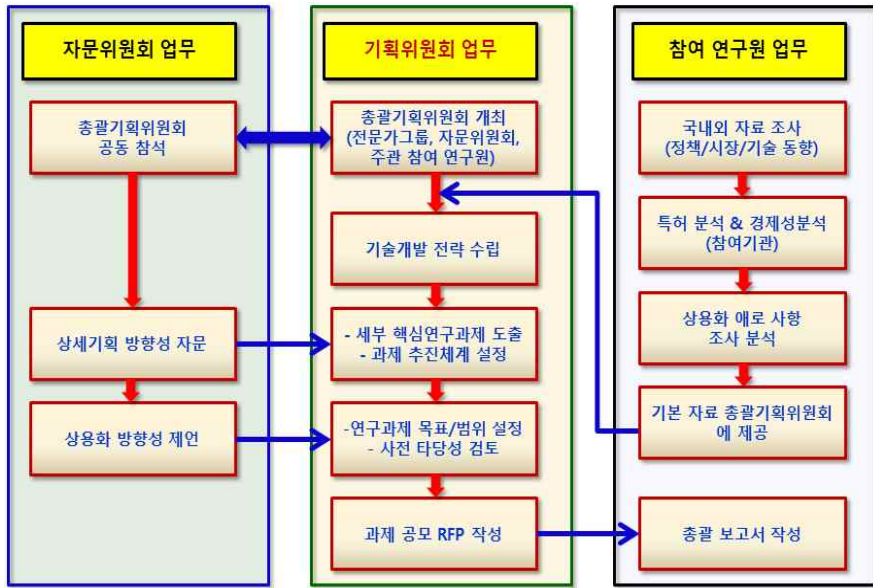 자문위원회 업무
총괄기획위원회
공동 참석
상세기획 방향성 자문
상용화 방향성 제언
기획위원회 업무
총괄기획위원회 개최
(전문가그룹, 자문위원회,
주관 참여 연구원)
기술개발 전략 수립
- 세부 핵심연구과제 도출
- 과제 추진체계 설정
-연구과제 목표/범위 설정
- 사전 타당성 검토
과제 공모 RFP 작성
참여 연구원 업무
국내외 자료 조사
(정책/시장/기술 동향)
특허 분석 & 경제성분석
(참여기관)
상용화 애로 사항
조사 분석
기본 자료 총괄기획위원회
에 제공
총괄 보고서 작성